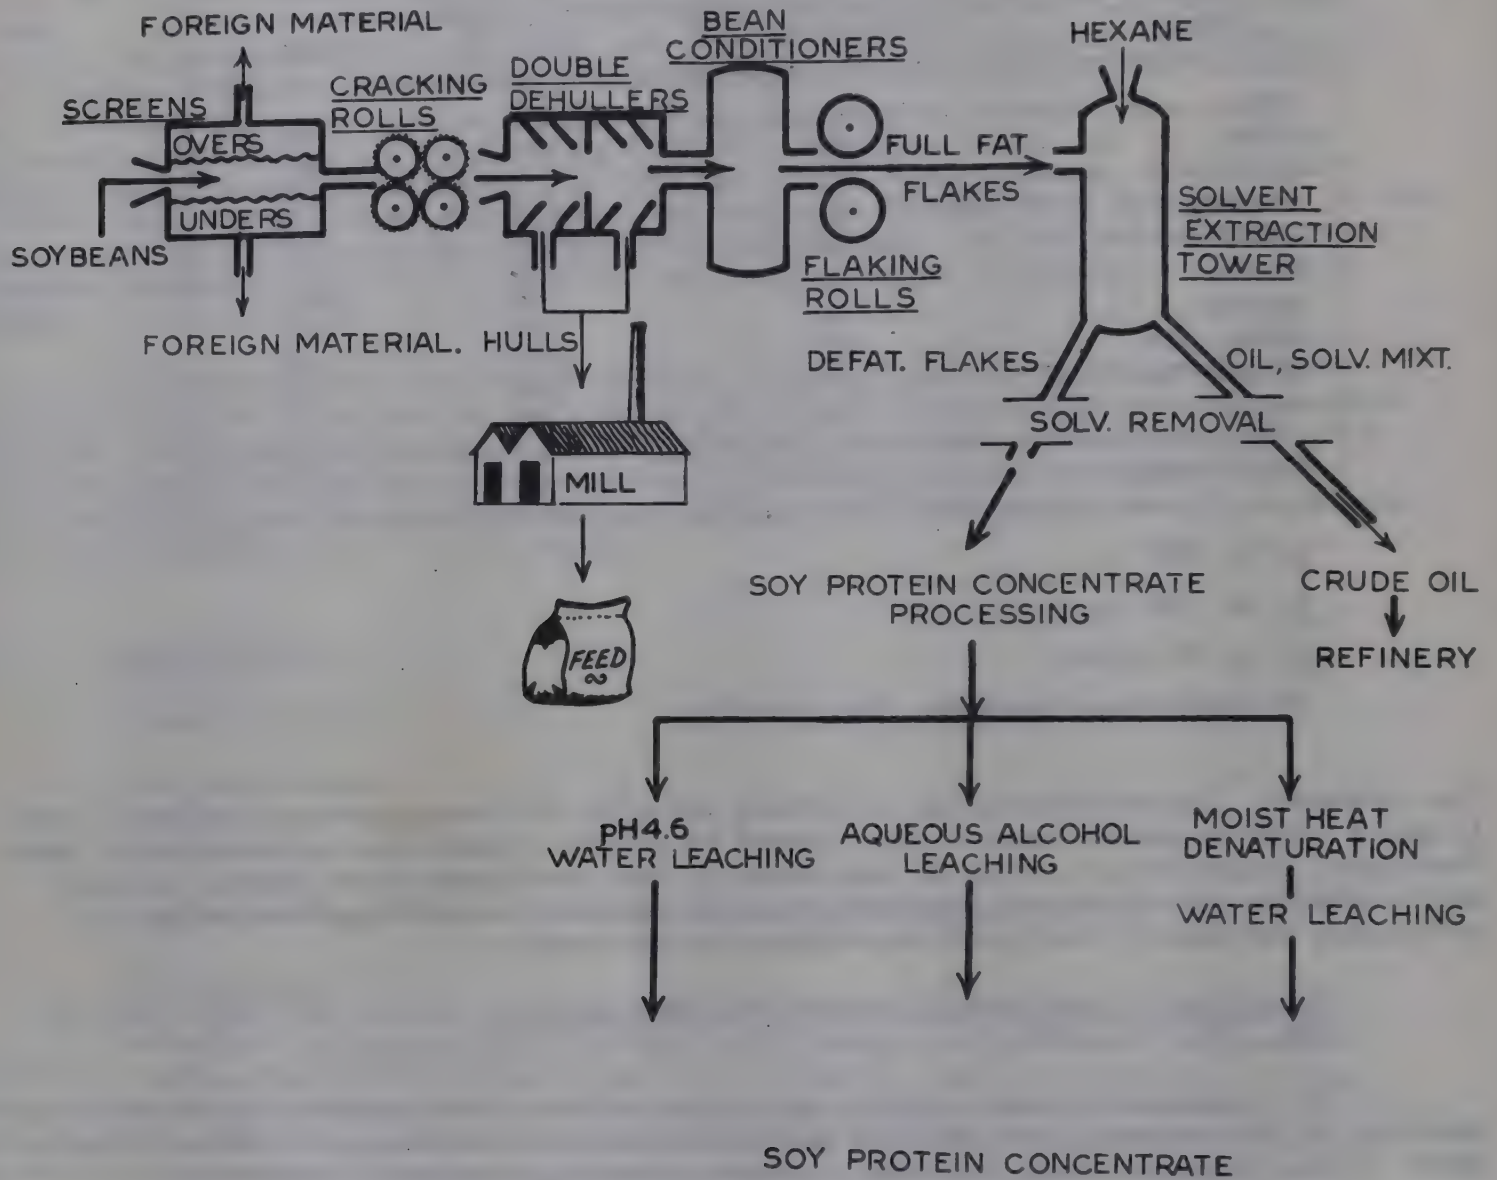 FOREIGN MATERIAL
SCREENS
OVERS
UNDERS
SOYBEANS
FOREIGN MATERIAL.
CRACKING
ROLLS
DOUBLE
DEHULLERS
HULLS
MILL
FEED
BEAN
CONDITIONERS
FLAKING
ROLLS
FULL FAT
FLAKES
HEXANE
SOLVENT
EXTRACTION
TOWER
DEFAT. FLAKES
OIL, SOLV. MIXT.
SOLV. REMOVAL
SOY PROTEIN CONCENTRATE
PROCESSING
CRUDE OIL
REFINERY
pH4.6
WATER LEACHING
AQUEOUS ALCOHOL
LEACHING
MOIST HEAT
DENATURATION
WATER LEACHING
SOY PROTEIN CONCENTRATE